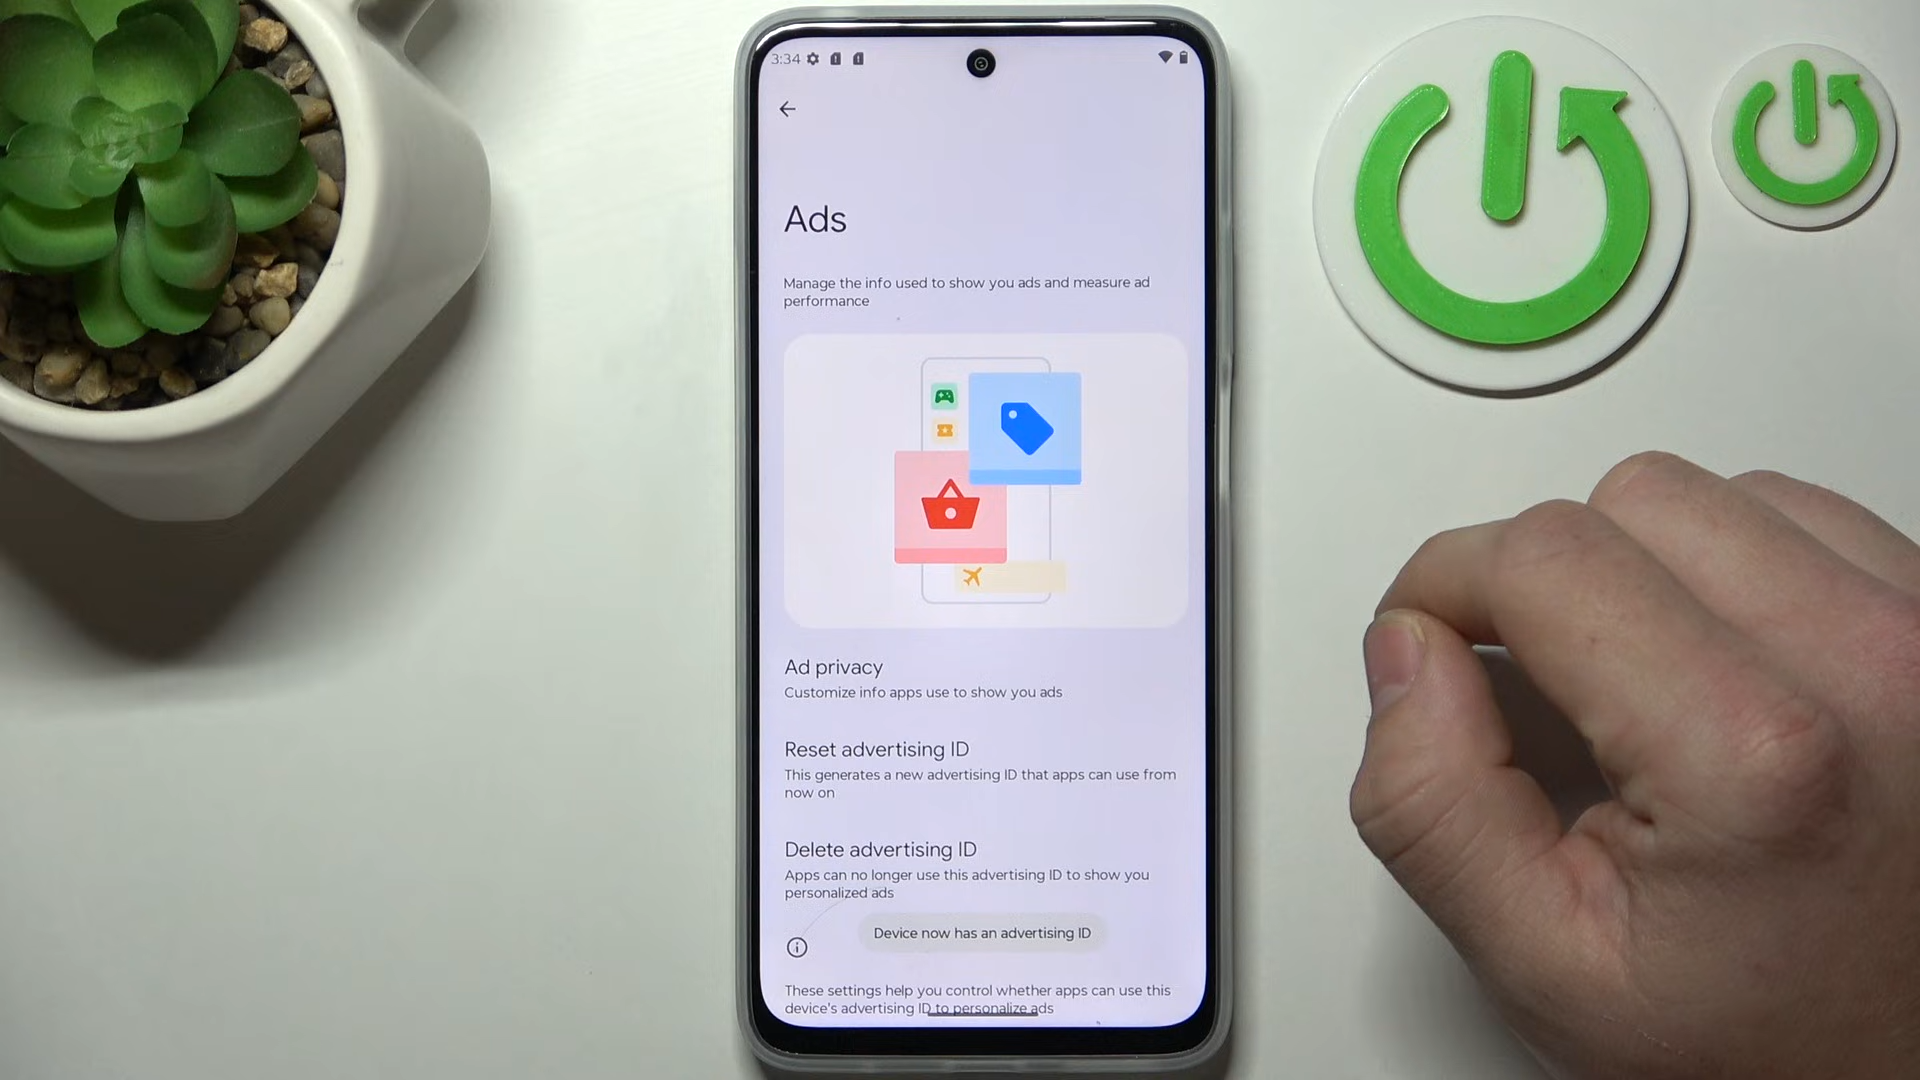 3:34
Ads
Manage the info used to show you ads and measure ad
performance
Ad privacy
Customize info apps use to show you ads
Reset advertising ID
This generates a new advertising ID that apps can use from
now on
Delete advertising ID
Apps can no longer use this advertising ID to show you
personalized ads
Device now has an advertising ID
These settings help you control whether apps can use this
device's advertising ID to personalize ads